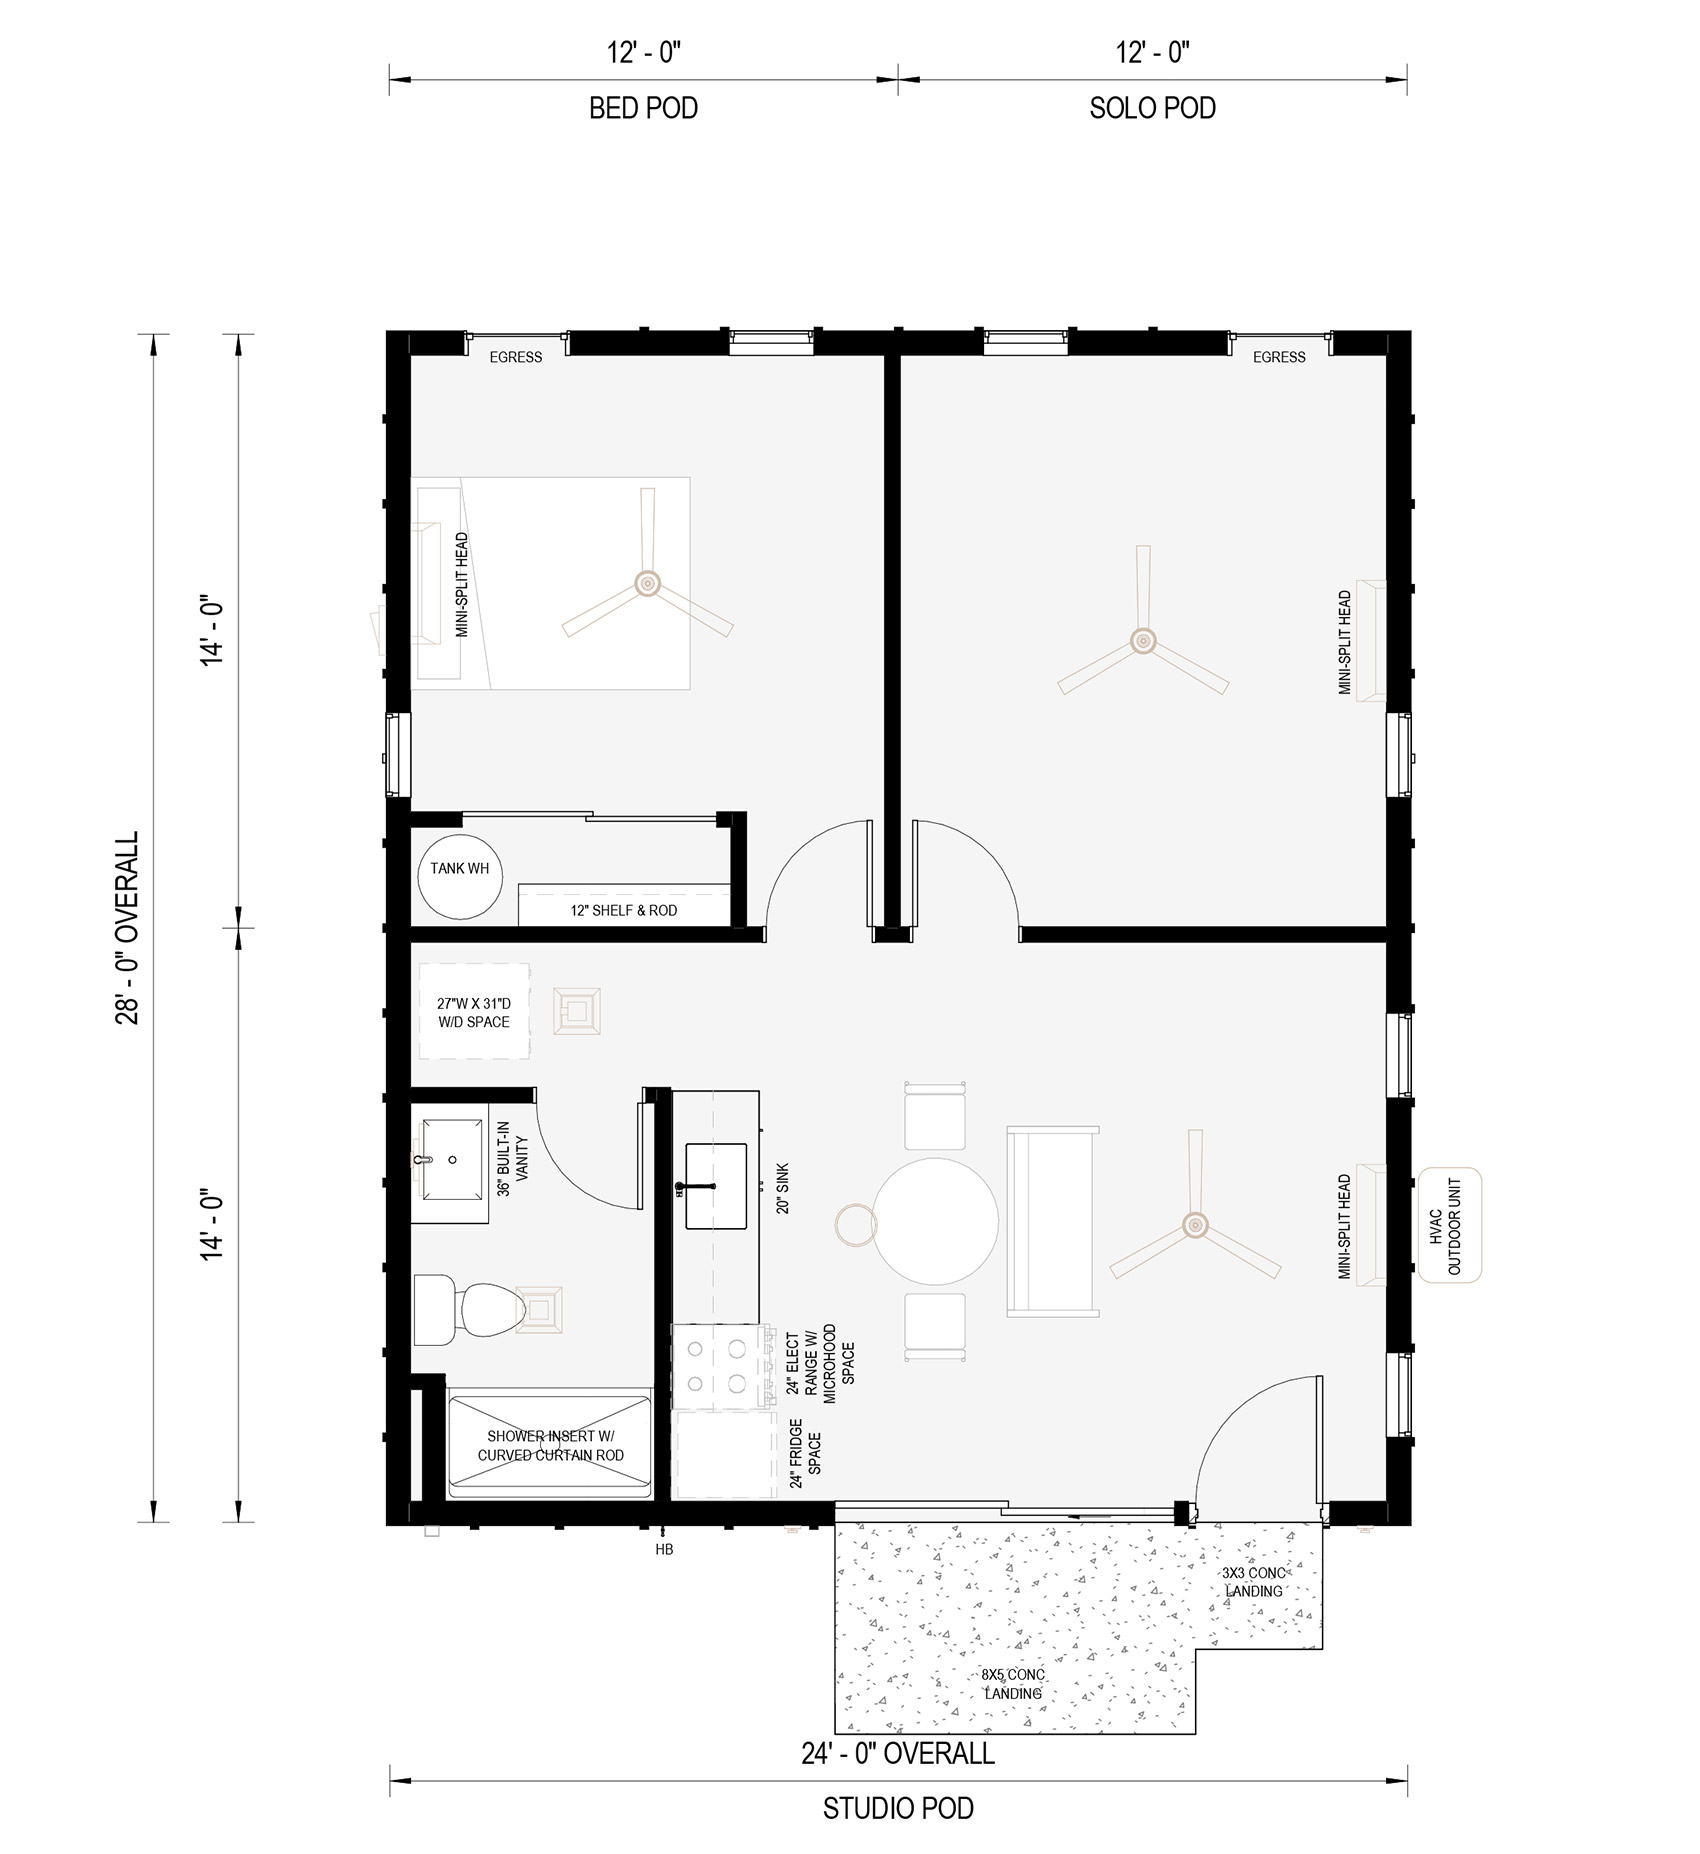 12' - 0"
12' - 0"
BED POD
SOLO POD
EGRESS
EGRESS
MINI-SPLIT HEAD
MINI-SPLIT HEAD
14' - 0"
28' - 0" OVERALL
TANK WH
12" SHELF & ROD
27"W X 31"D
W/D SPACE
36" BUILT-IN
VANITY
20" SINK
14' - 0"
MINI-SPLIT HEAD
HVAC
OUTDOOR UNIT
24" ELECT
RANGE W/
MICROHOOD
SPACE
24" FRIDGE
SPACE
SHOWER INSERT W/
CURVED CURTAIN ROD
HB
3X3 CONC
LANDING
8X5 CONC
LANDING
24' - 0" OVERALL
STUDIO POD